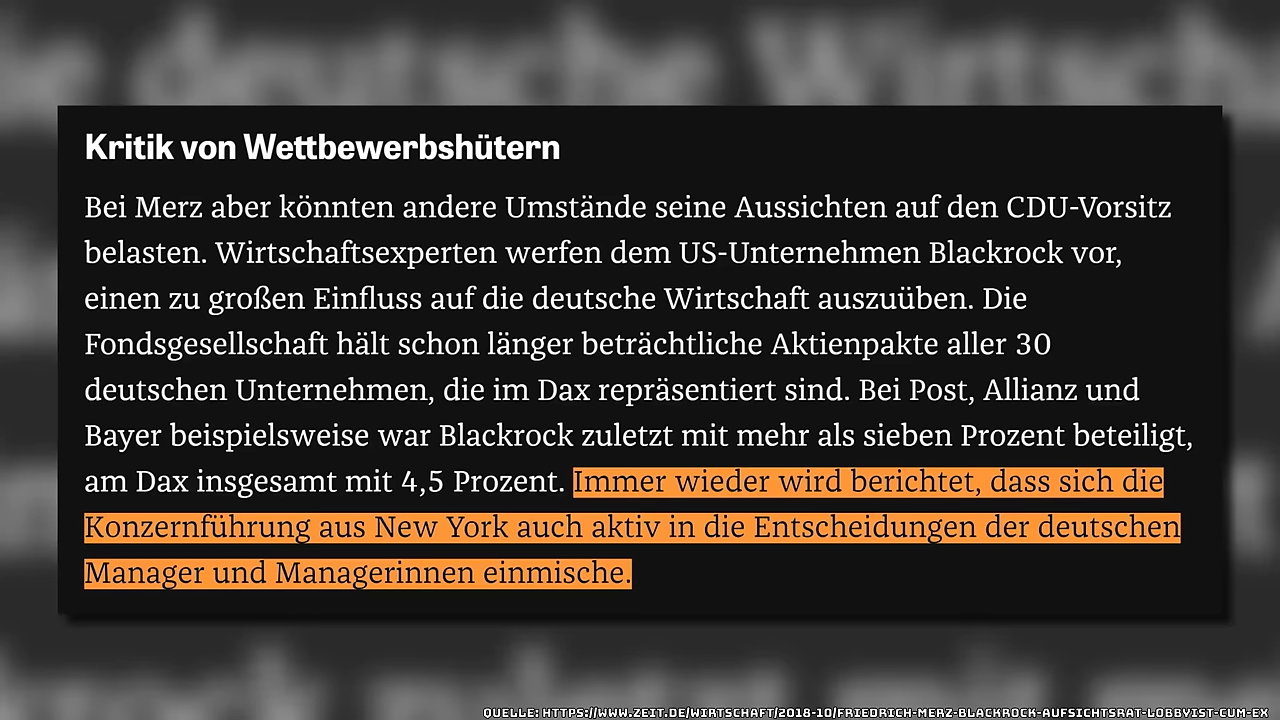 Kritik von Wettbewerbshütern
Bei Merz aber könnten andere Umstände seine Aussichten auf den CDU-Vorsitz
belasten. Wirtschaftsexperten werfen dem US-Unternehmen Blackrock vor,
einen zu großen Einfluss auf die deutsche Wirtschaft auszuüben. Die
Fondsgesellschaft hält schon länger beträchtliche Aktienpakte aller 30
deutschen Unternehmen, die im Dax repräsentiert sind. Bei Post, Allianz und
Bayer beispielsweise war Blackrock zuletzt mit mehr als sieben Prozent beteiligt,
am Dax insgesamt mit 4,5 Prozent. Immer wieder wird berichtet, dass sich die
Konzernführung aus New York auch aktiv in die Entscheidungen der deutschen
Manager und Managerinnen einmische.
QUELLE: HTTPS://WWW.ZEIT.DE/WIRTSCHAFT/2018-10/FRIEDRICH-MERZ-BLACKROCK-AUFSICHTSRAT-LOBBYIST-CUM-EX